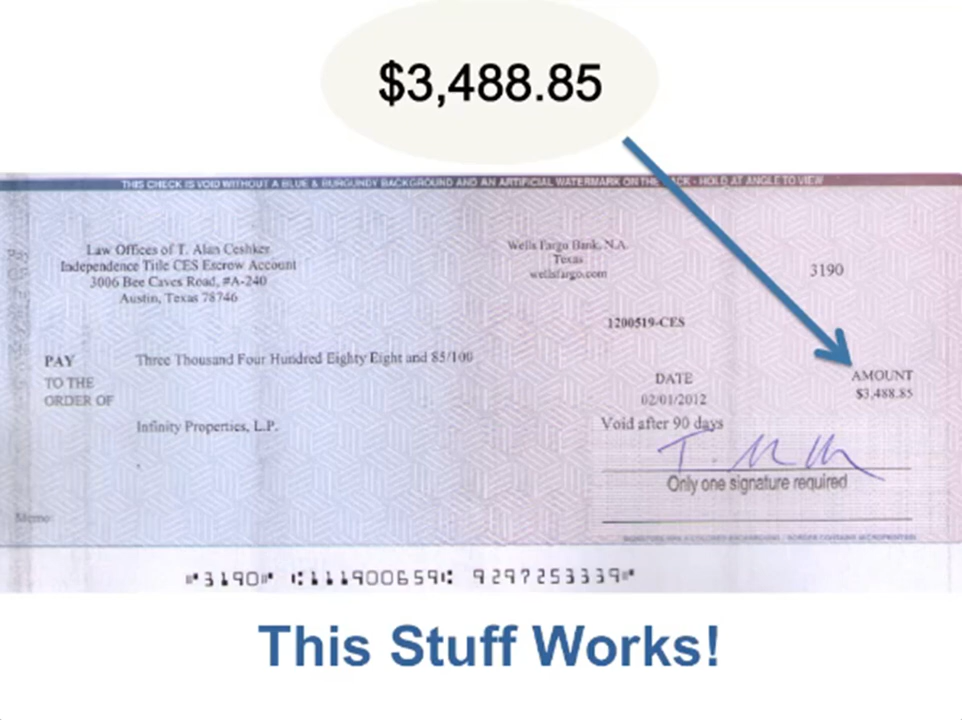 $3,488.85
THIS CHECK IS VOID WITHOUT A BLUE & BURGUNDY BACKGROUND AND AN ARTIFICIAL WATERMARK ON THE BACK - HOLD AT ANGLE TO VIEW
Law Offices of T. Alan Ceshker
Independence Title CES Escrow Account
3006 Bee Caves Road, #A-240
Austin, Texas 78746
Wells Fargo Bank, N.A.
Texas
wellsfargo.com
3190
1200519-CES
PAY
TO THE
ORDER OF
Three Thousand Four Hundred Eighty Eight and 85/100
Infinity Properties, L.P.
DATE
02/01/2012
Void after 90 days
AMOUNT
$3,488.85
Only one signature required
Memo
⑈3190⑈ ⑆111900659⑆ 9297253339⑈
This Stuff Works!